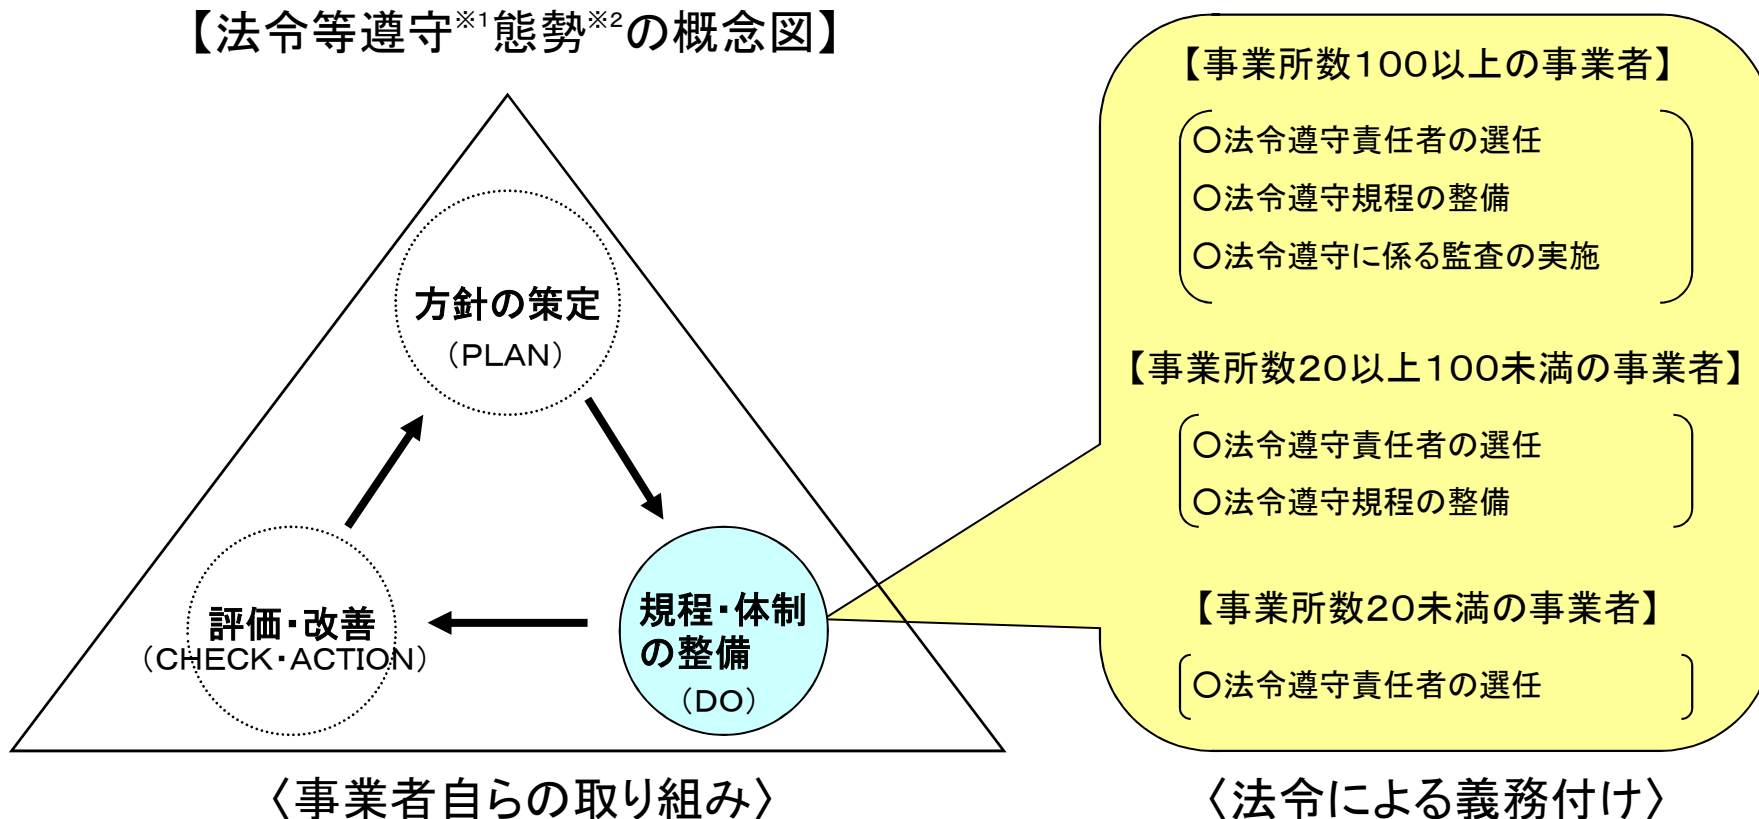 【法令等遵守※1態勢※2の概念図】
方針の策定
（PLAN）
評価・改善
（CHECK・ACTION）
規程・体制
の整備
（DO）
〈事業者自らの取り組み〉
【事業所数100以上の事業者】
○法令遵守責任者の選任
○法令遵守規程の整備
○法令遵守に係る監査の実施
【事業所数20以上100未満の事業者】
○法令遵守責任者の選任
○法令遵守規程の整備
【事業所数20未満の事業者】
○法令遵守責任者の選任
〈法令による義務付け〉